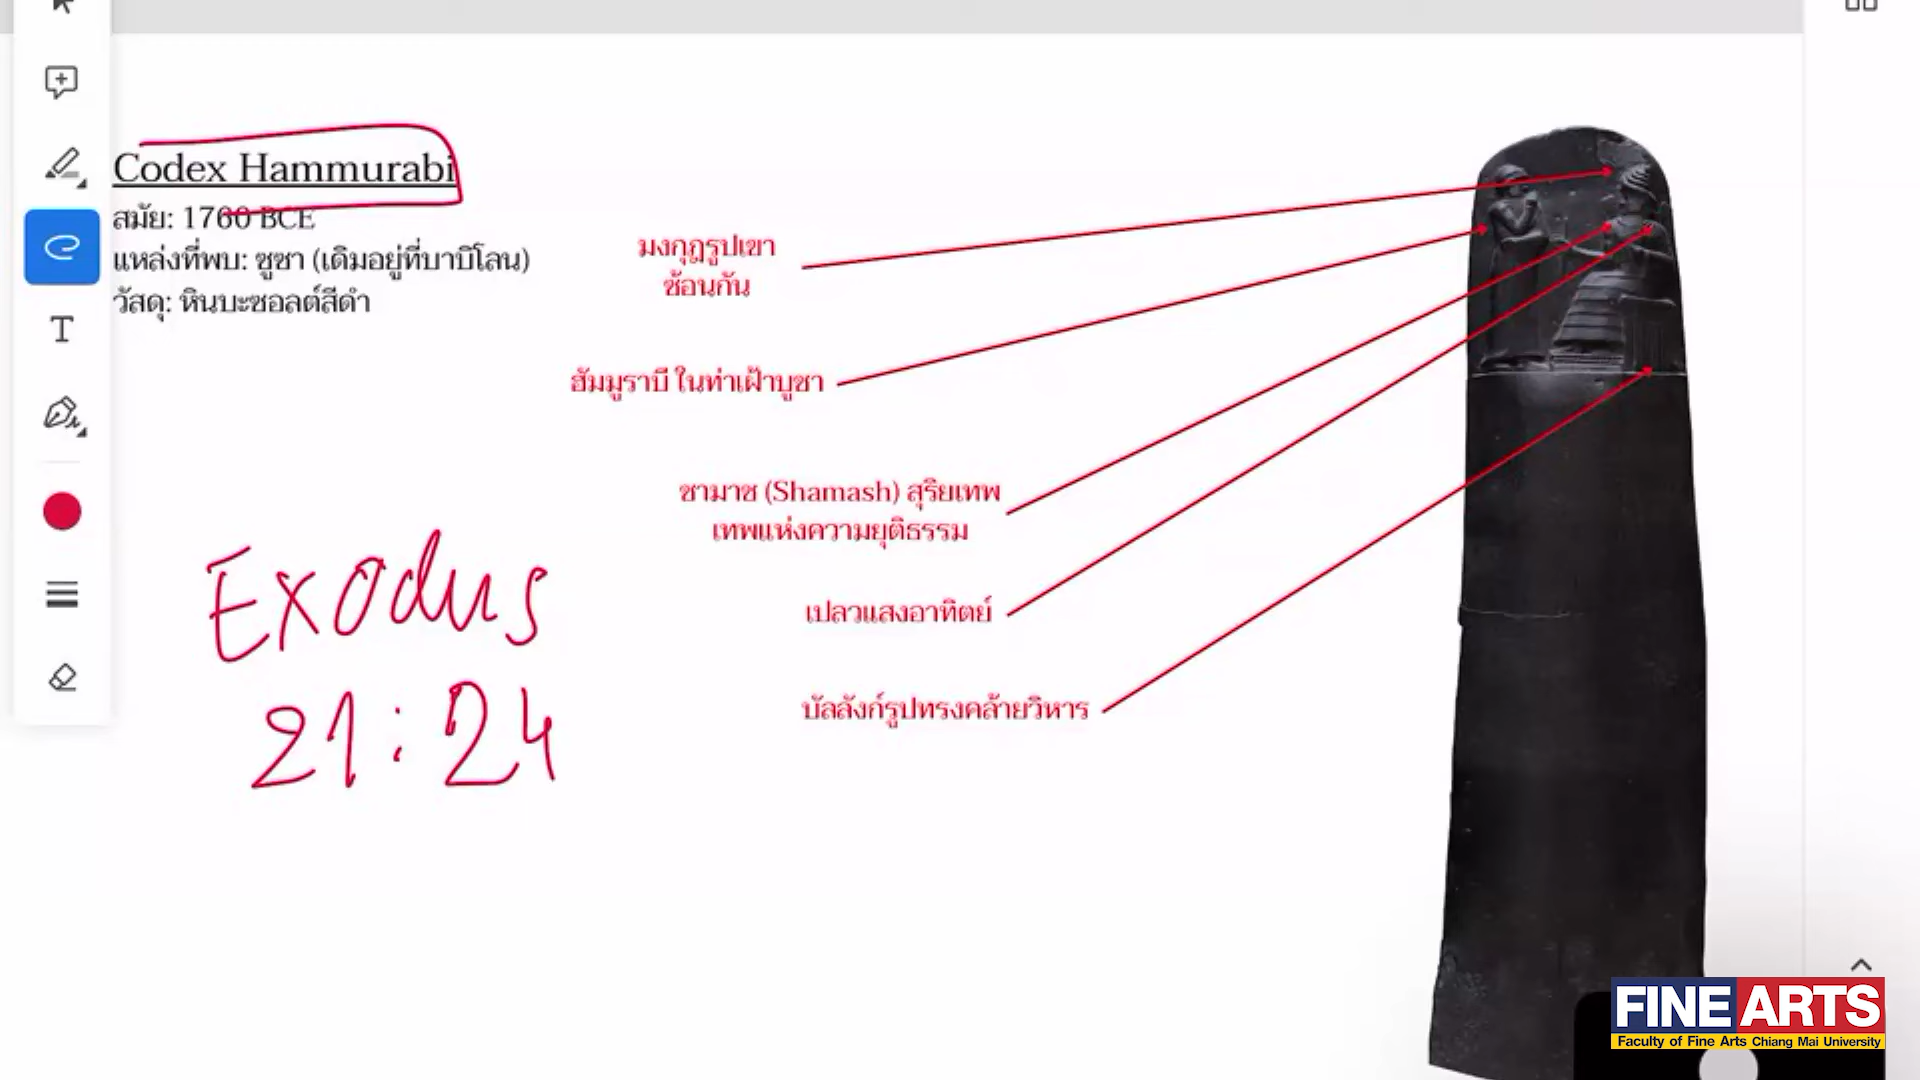 Codex Hammurabi
สมัย: 1760 BCE
แหล่งที่พบ: ซูซา (เดิมอยู่ที่บาบิโลน)
วัสดุ: หินบะซอลต์สีดำ
มงกุฎรูปเขา
ซ้อนกัน
ฮัมมูราบี ในท่าเฝ้าบูชา
ชามาช (Shamash) สุริยเทพ
เทพแห่งความยุติธรรม
เปลวแสงอาทิตย์
บัลลังก์รูปทรงคล้ายวิหาร
Exodus
21:24
T
FINE ARTS
Faculty of Fine Arts Chiang Mai University